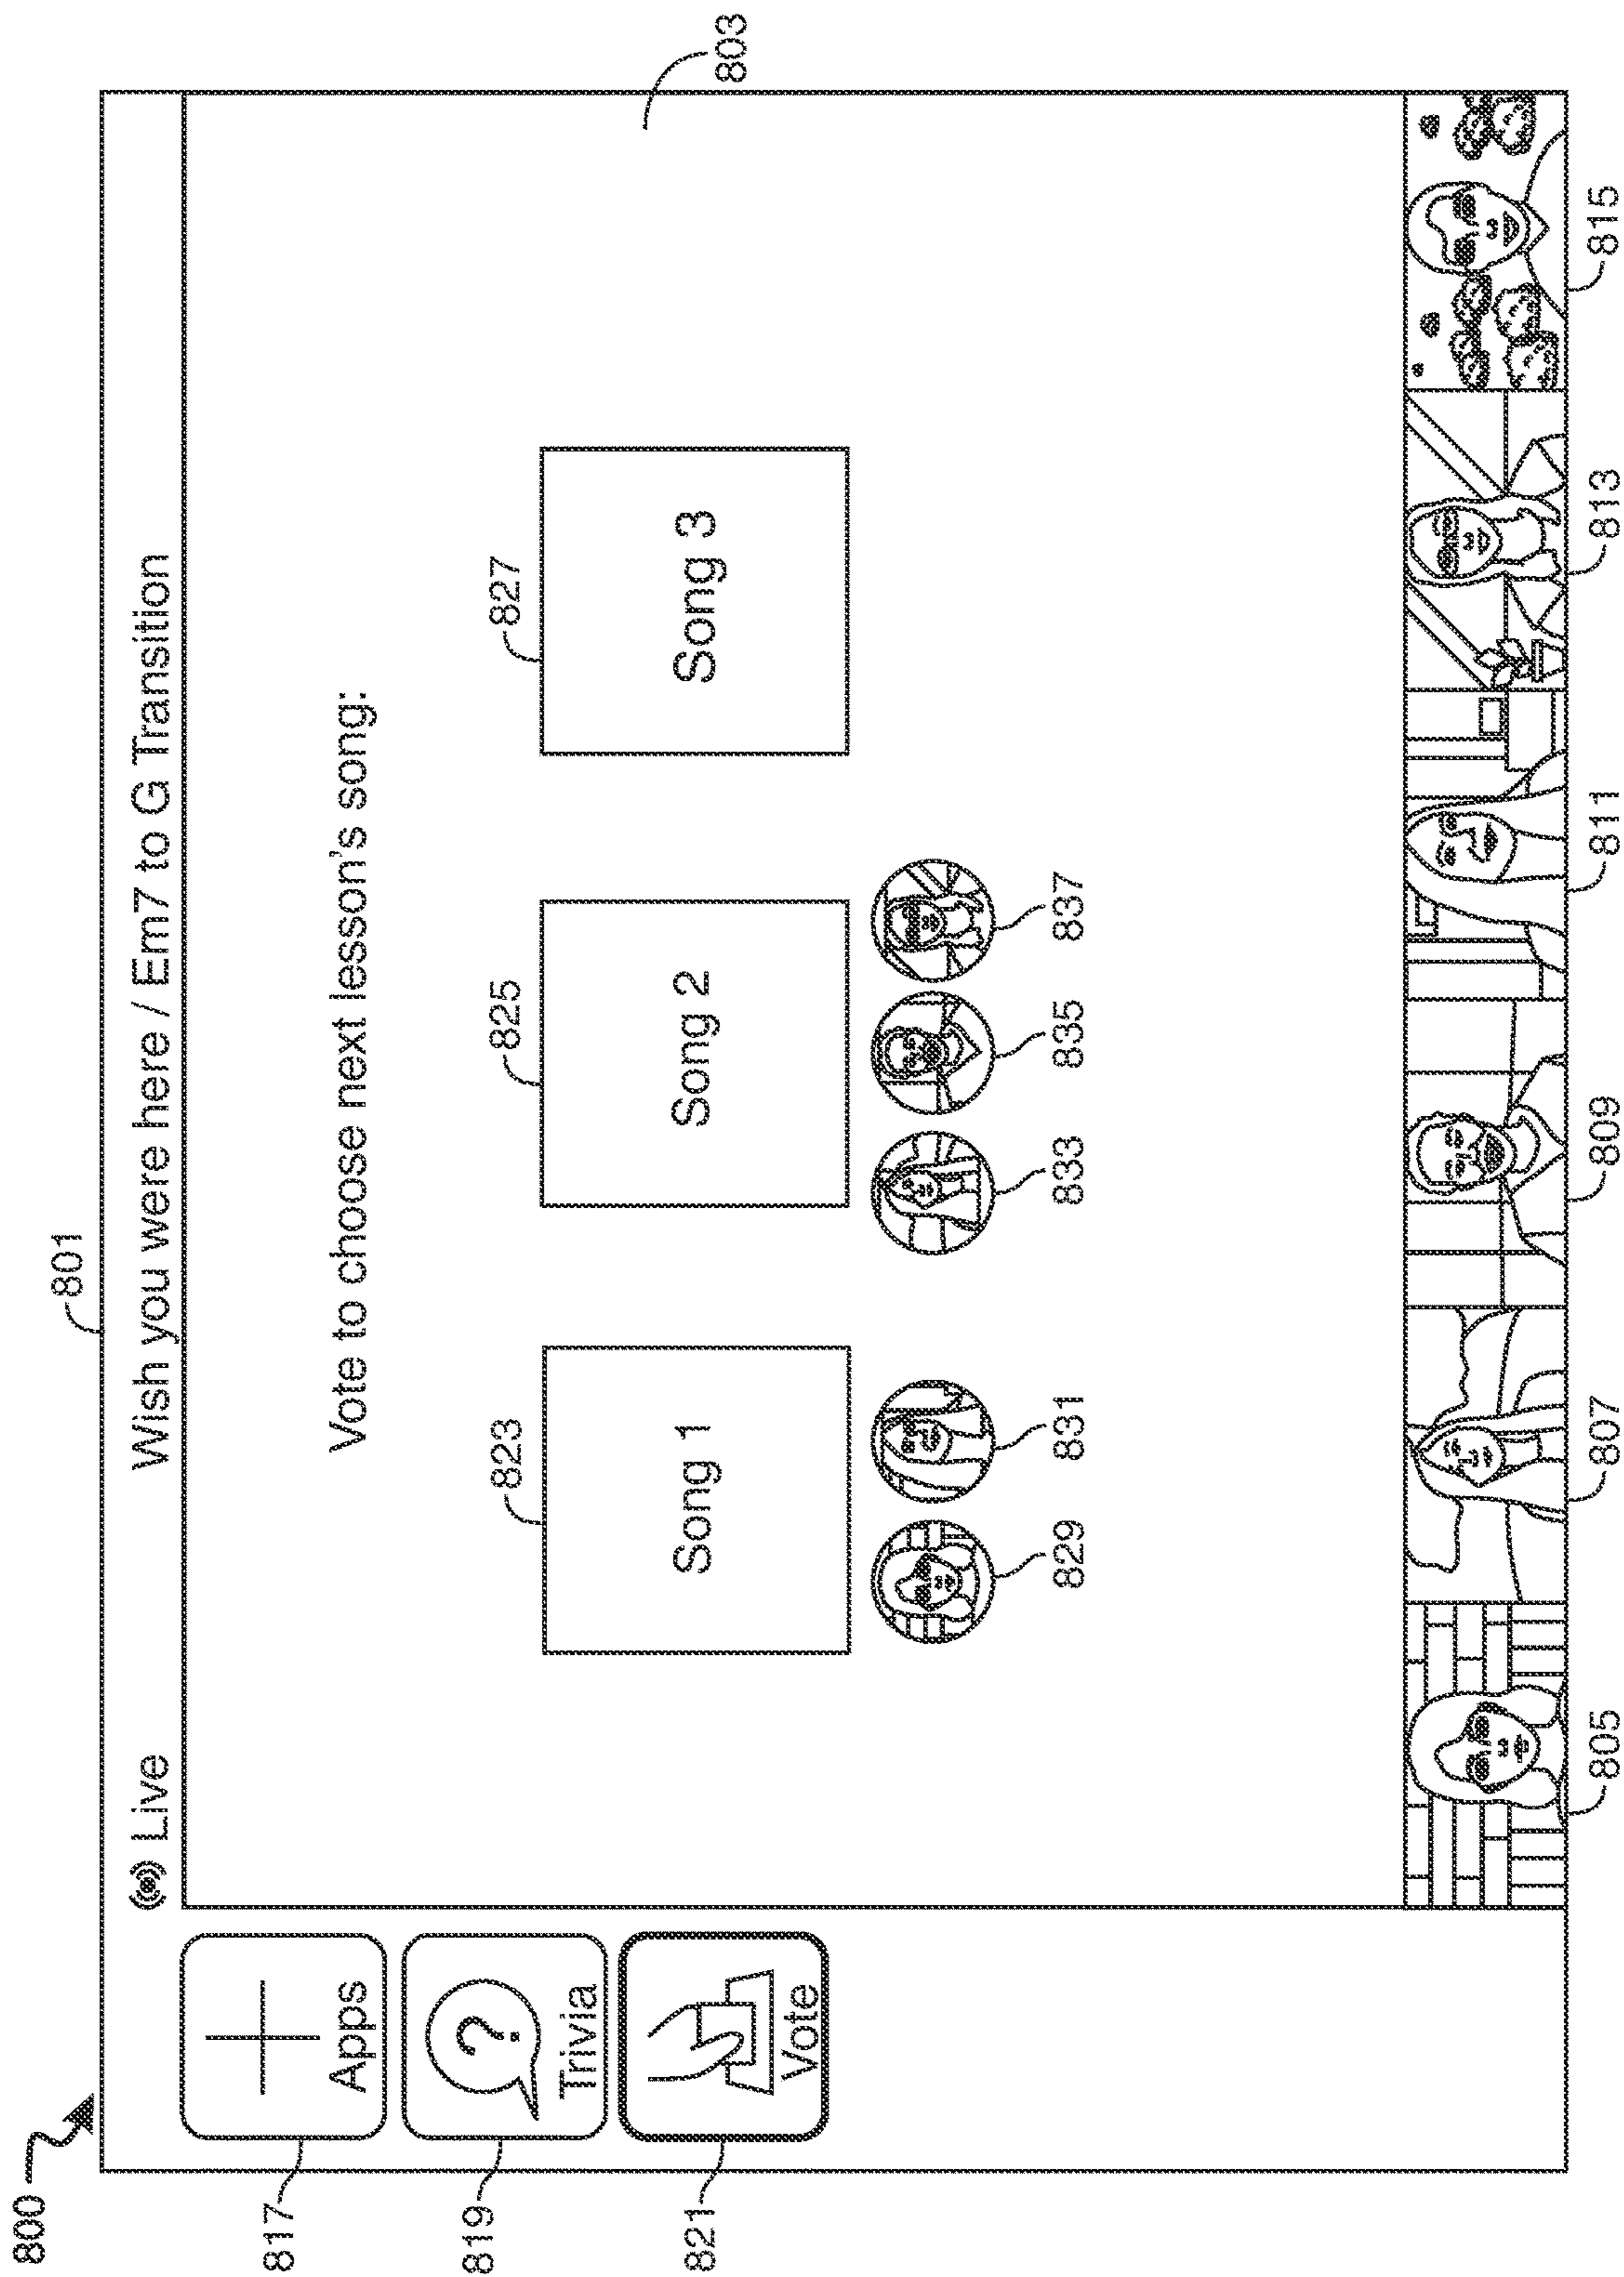 800
801
Live
Wish you were here / Em7 to G Transition
817
Apps
819
Trivia
821
Vote
803
Vote to choose next lesson's song:
823
825
827
Song 1
Song 2
Song 3
829
831
833
835
837
805
807
809
811
813
815